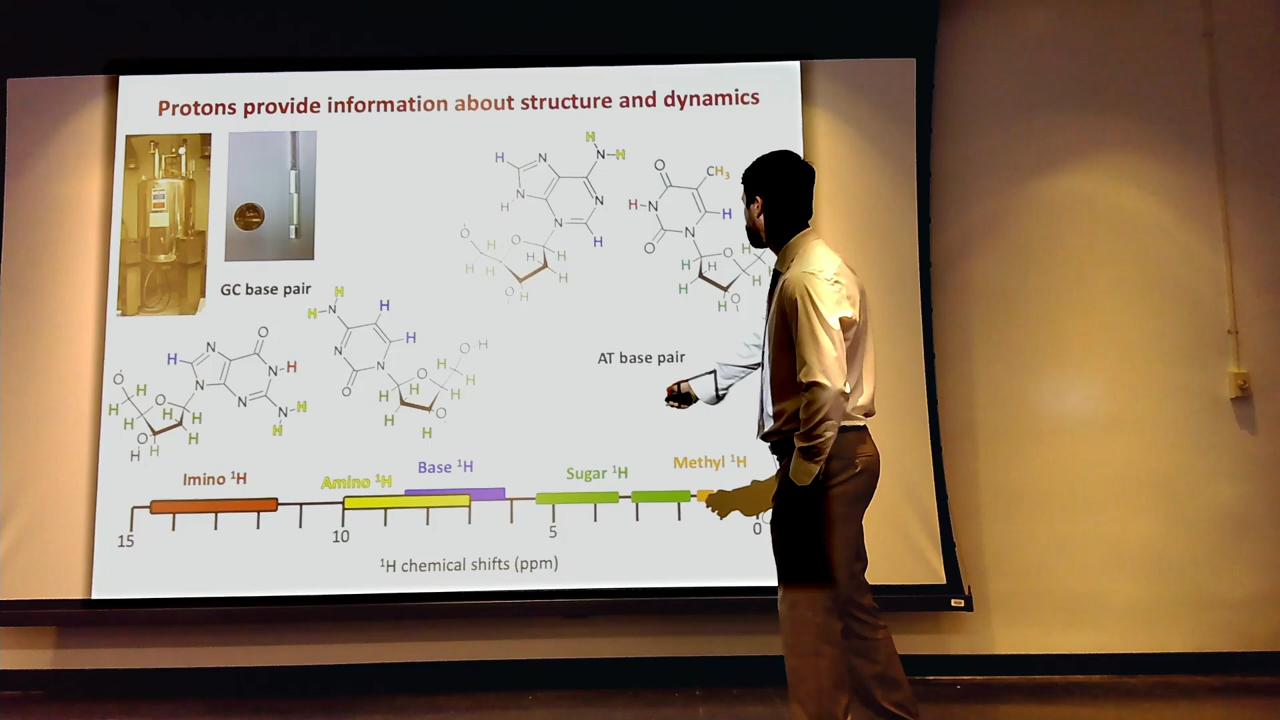 Protons provide information about structure and dynamics
GC base pair
AT base pair
H
N
H
N
H
H
N
N
H
N
H
O
H
H
H
H
H
O
O
H
O
CH₃
H
N
H
O
N
H
H
O
H
H
H
H
O
H
N
H
H
H
N
N
O
H
H
H
H
H
O
O
H
H
H
O
N
H
N
H
N
N
N
H
H
O
H
H
H
H
H
O
H
H
H
O
Imino ¹H
Amino ¹H
Base ¹H
Sugar ¹H
Methyl ¹H
15
10
5
0
¹H chemical shifts (ppm)